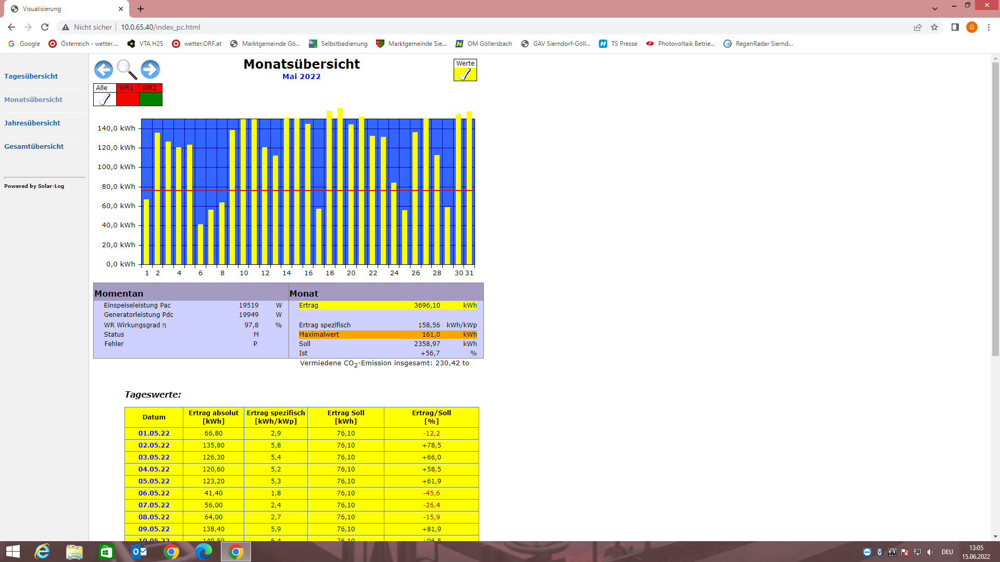 Visualisierung
Nicht sicher 10.0.65.40/index_pc.html
G
Google Österreich - wetter.... VTA H2S wetter.ORF.at Marktgemeinde Gö... Selbstbedienung Marktgemeinde Sie... OM Göllersbach GAV Sierndorf-Göll... TS Presse Photovoltaik Betrie... RegenRadar Siernd...
Tagesübersicht
Monatsübersicht
Jahresübersicht
Gesamtübersicht
Powered by Solar-Log
Monatsübersicht
Mai 2022
Werte
Alle WR1 WR2
140,0 kWh
120,0 kWh
100,0 kWh
80,0 kWh
60,0 kWh
40,0 kWh
20,0 kWh
0,0 kWh
1 2 4 6 8 10 12 14 16 18 20 22 24 26 28 30 31
Momentan
Einspeiseleistung Pac 19519 W
Generatorleistung Pdc 19949 W
WR Wirkungsgrad η 97,8 %
Status M
Fehler P
Monat
Ertrag 3696,10 kWh
Ertrag spezifisch 158,56 kWh/kWp
Maximalwert 161,0 kWh
Soll 2358,97 kWh
Ist +56,7 %
Vermiedene CO2-Emission insgesamt: 230,42 to
Tageswerte:
Datum Ertrag absolut [kWh] Ertrag spezifisch [kWh/kWp] Ertrag Soll [kWh] Ertrag/Soll [%]
01.05.22 66,80 2,9 76,10 -12,2
02.05.22 135,80 5,8 76,10 +78,5
03.05.22 126,30 5,4 76,10 +66,0
04.05.22 120,60 5,2 76,10 +58,5
05.05.22 123,20 5,3 76,10 +61,9
06.05.22 41,40 1,8 76,10 -45,6
07.05.22 56,00 2,4 76,10 -26,4
08.05.22 64,00 2,7 76,10 -15,9
09.05.22 138,40 5,9 76,10 +81,9
10.05.22 149,50 6,4 76,10 +96,5
DEU
13:05
15.06.2022